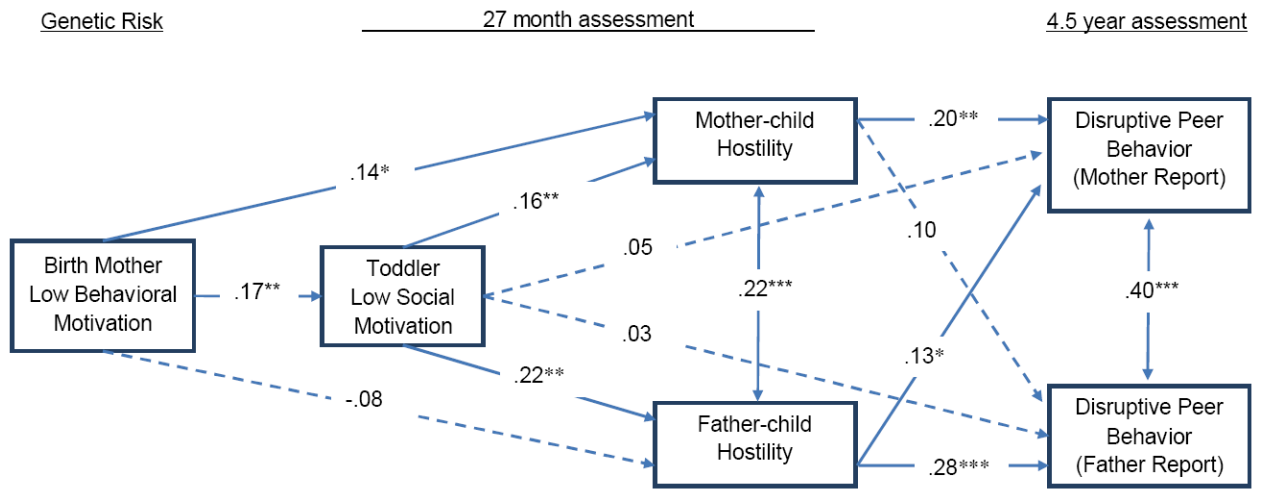 Genetic Risk
27 month assessment
4.5 year assessment
Mother-child
Hostility
.20**
Disruptive Peer
Behavior
(Mother Report)
.14*
.16**
.05
.10
Birth Mother
Low Behavioral
Motivation
.17**
Toddler
Low Social
Motivation
.22***
.40***
.03
.13*
.22**
-.08
Father-child
Hostility
.28***
Disruptive Peer
Behavior
(Father Report)